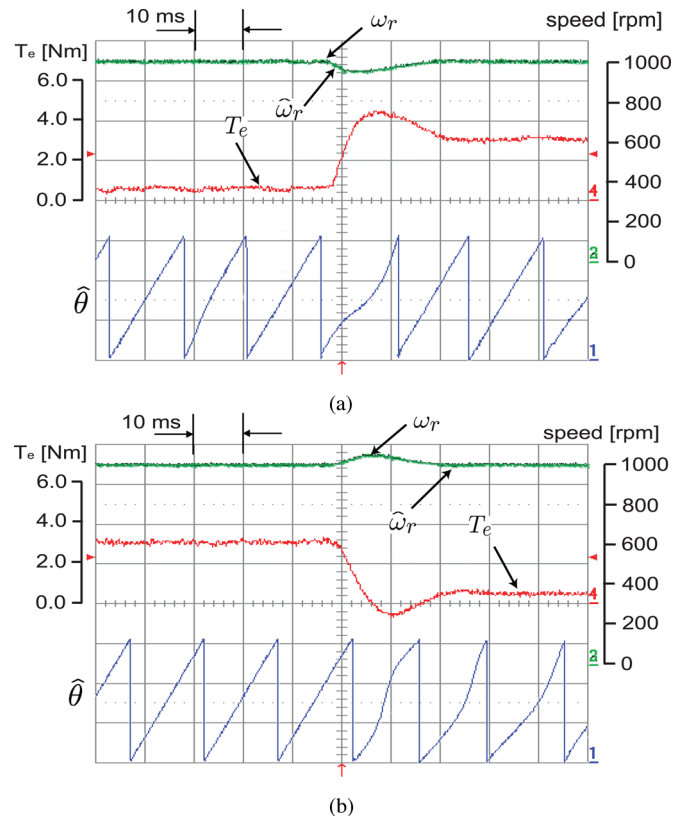 10 ms
ω_r
speed [rpm]
T_e [Nm]
6.0
4.0
2.0
0.0
1000
800
600
400
200
0
ω̂_r
T_e
4
2
θ̂
1
(a)
10 ms
ω_r
speed [rpm]
T_e [Nm]
6.0
4.0
2.0
0.0
1000
800
600
400
200
0
ω̂_r
T_e
4
2
θ̂
1
(b)